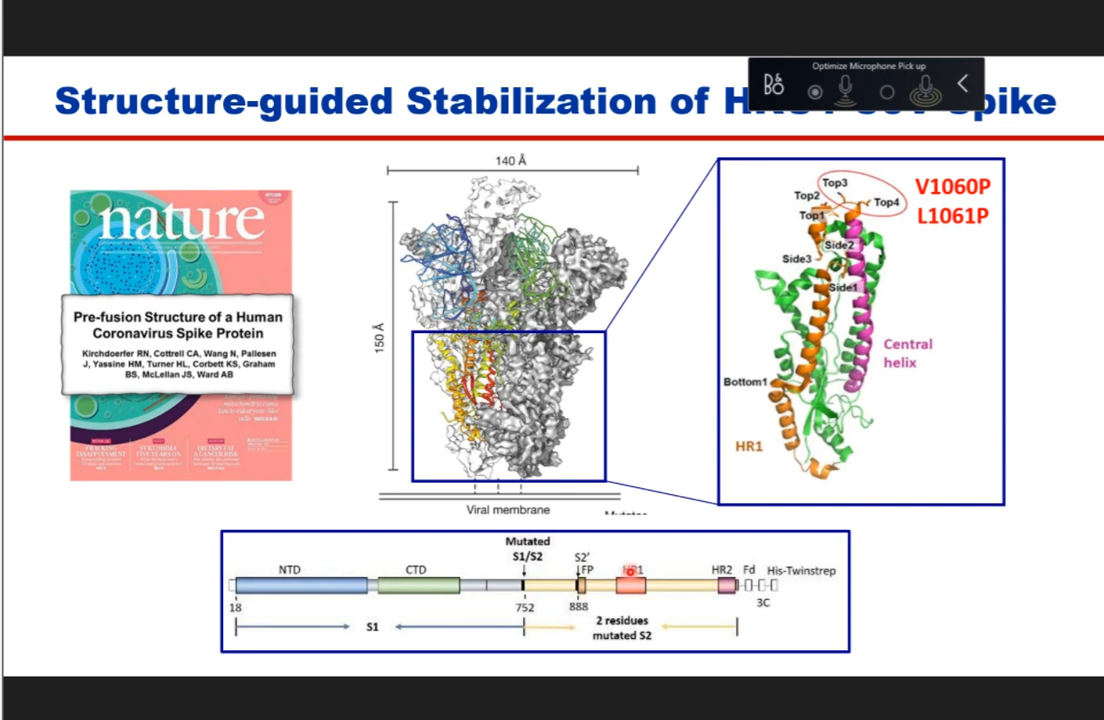 Optimize Microphone Pick up
B&O
Structure-guided Stabilization of
pike
140 Å
150 Å
nature
Pre-fusion Structure of a Human
Coronavirus Spike Protein
Kirchdoerfer RN, Cottrell CA, Wang N, Pallesen
J, Yassine HM, Turner HL, Corbett KS, Graham
BS, McLellan JS, Ward AB
Viral membrane
V1060P
L1061P
Top3
Top2
Top4
Top1
Side2
Side3
Side1
Central
helix
Bottom1
HR1
Mutated
S1/S2
S2′
NTD
CTD
FP
HR1
HR2
Fd
His-Twinstrep
3C
18
752
888
S1
2 residues
mutated S2